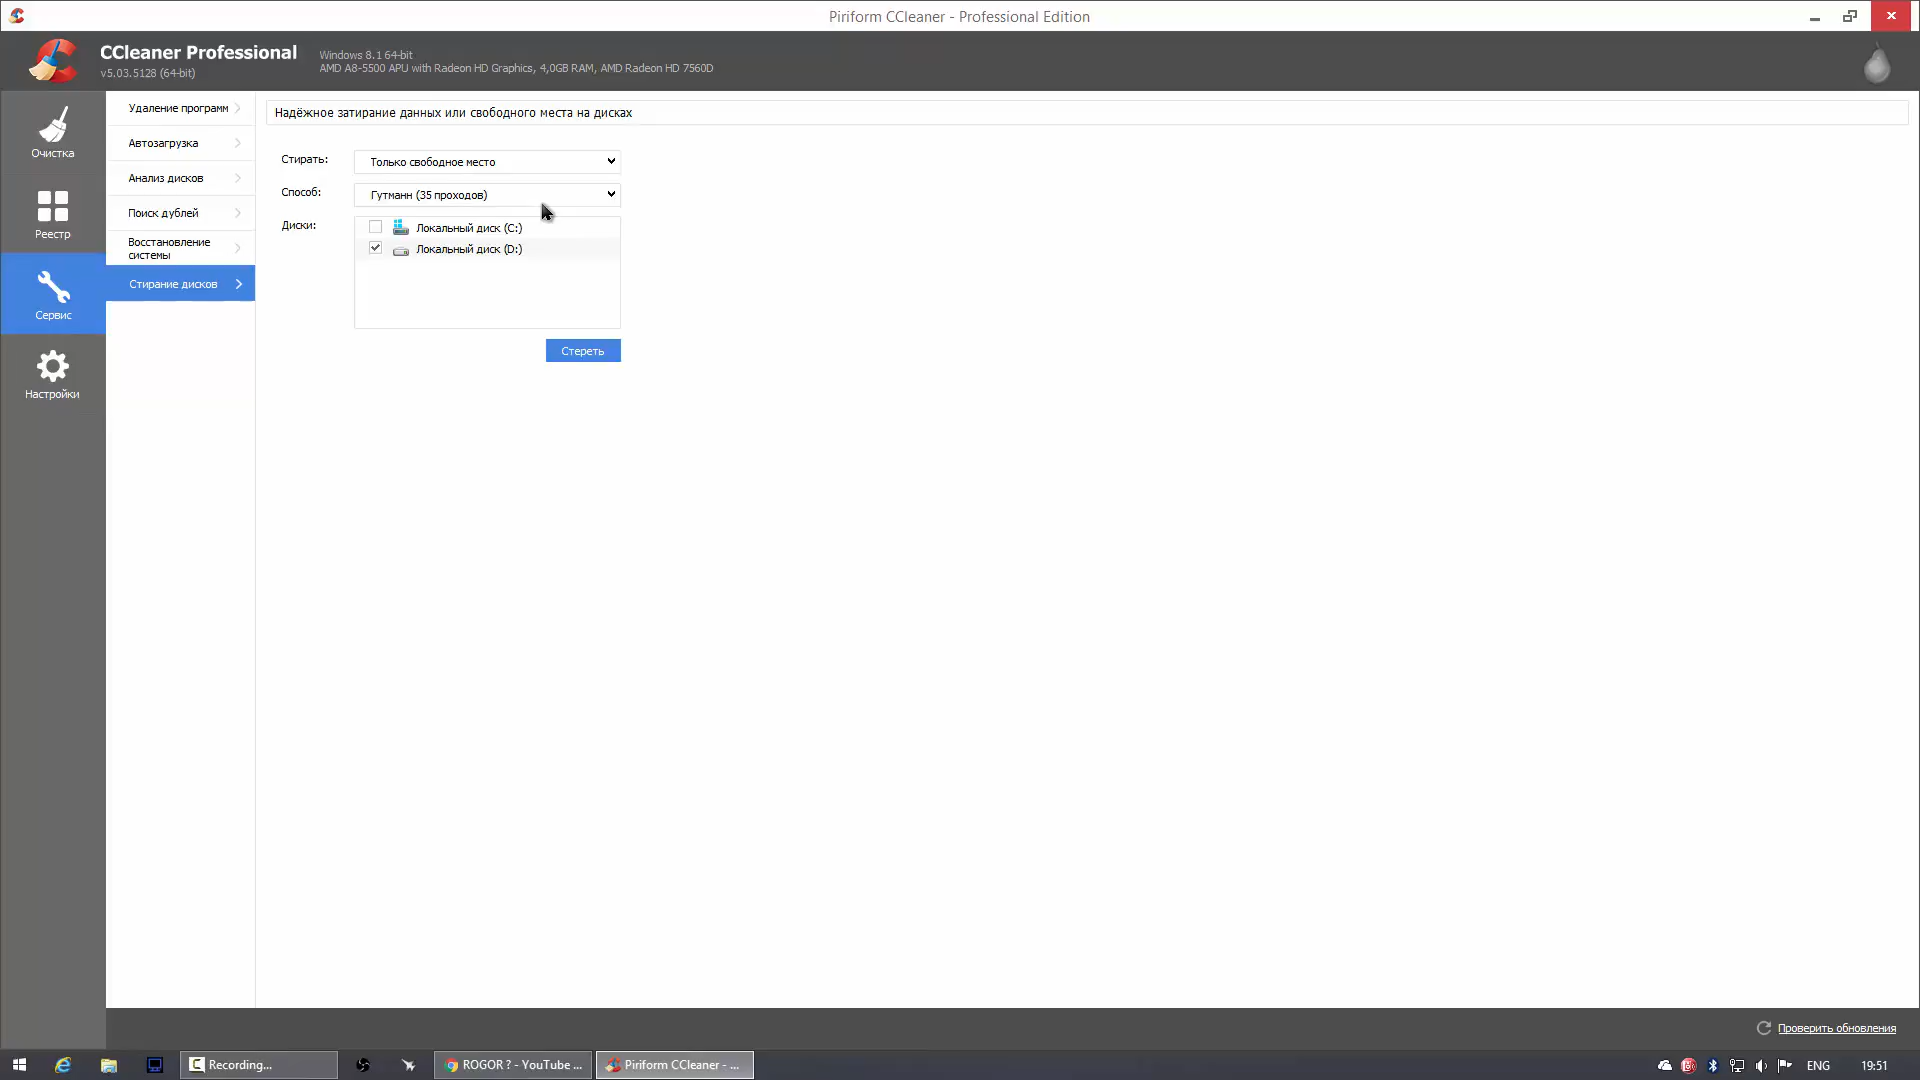 Piriform CCleaner - Professional Edition
CCleaner Professional
v5.03.5128 (64-bit)
Windows 8.1 64-bit
AMD A8-5500 APU with Radeon HD Graphics, 4,0GB RAM, AMD Radeon HD 7560D
Очистка
Реестр
Сервис
Настройки
Удаление программ
Автозагрузка
Анализ дисков
Поиск дублей
Восстановление
системы
Стирание дисков
Надёжное затирание данных или свободного места на дисках
Стирать: Только свободное место
Способ: Гутманн (35 проходов)
Диски: Локальный диск (C:)
Локальный диск (D:)
Стереть
Проверить обновления
Recording...
ROGOR ? - YouTube ...
Piriform CCleaner - ...
ENG
19:51